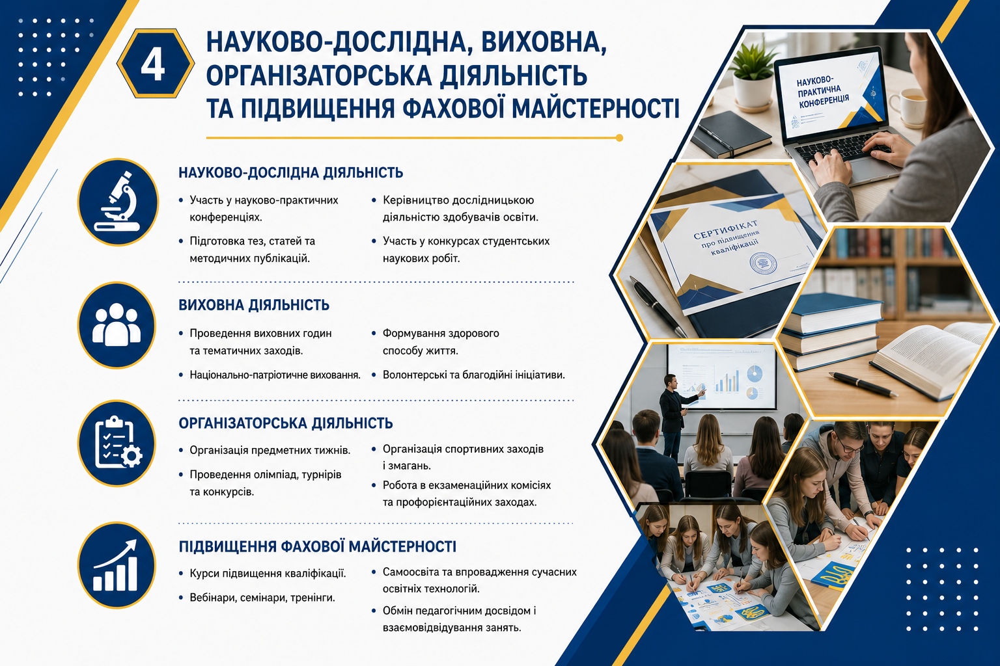 4
НАУКОВО-ДОСЛІДНА, ВИХОВНА,
ОРГАНІЗАТОРСЬКА ДІЯЛЬНІСТЬ
ТА ПІДВИЩЕННЯ ФАХОВОЇ МАЙСТЕРНОСТІ
НАУКОВО-ДОСЛІДНА ДІЯЛЬНІСТЬ
• Участь у науково-практичних
конференціях.
• Підготовка тез, статей та
методичних публікацій.
• Керівництво дослідницькою
діяльністю здобувачів освіти.
• Участь у конкурсах студентських
наукових робіт.
ВИХОВНА ДІЯЛЬНІСТЬ
• Проведення виховних годин
та тематичних заходів.
• Національно-патріотичне виховання.
• Формування здорового
способу життя.
• Волонтерські та благодійні ініціативи.
ОРГАНІЗАТОРСЬКА ДІЯЛЬНІСТЬ
• Організація предметних тижнів.
• Проведення олімпіад, турнірів
та конкурсів.
• Організація спортивних заходів
і змагань.
• Робота в екзаменаційних комісіях
та профорієнтаційних заходах.
ПІДВИЩЕННЯ ФАХОВОЇ МАЙСТЕРНОСТІ
• Курси підвищення кваліфікації.
• Вебінари, семінари, тренінги.
• Самоосвіта та впровадження сучасних
освітніх технологій.
• Обмін педагогічним досвідом і
взаємовідвідування занять.
НАУКОВО-
ПРАКТИЧНА
КОНФЕРЕНЦІЯ
СЕРТИФІКАТ
про підвищення
кваліфікації